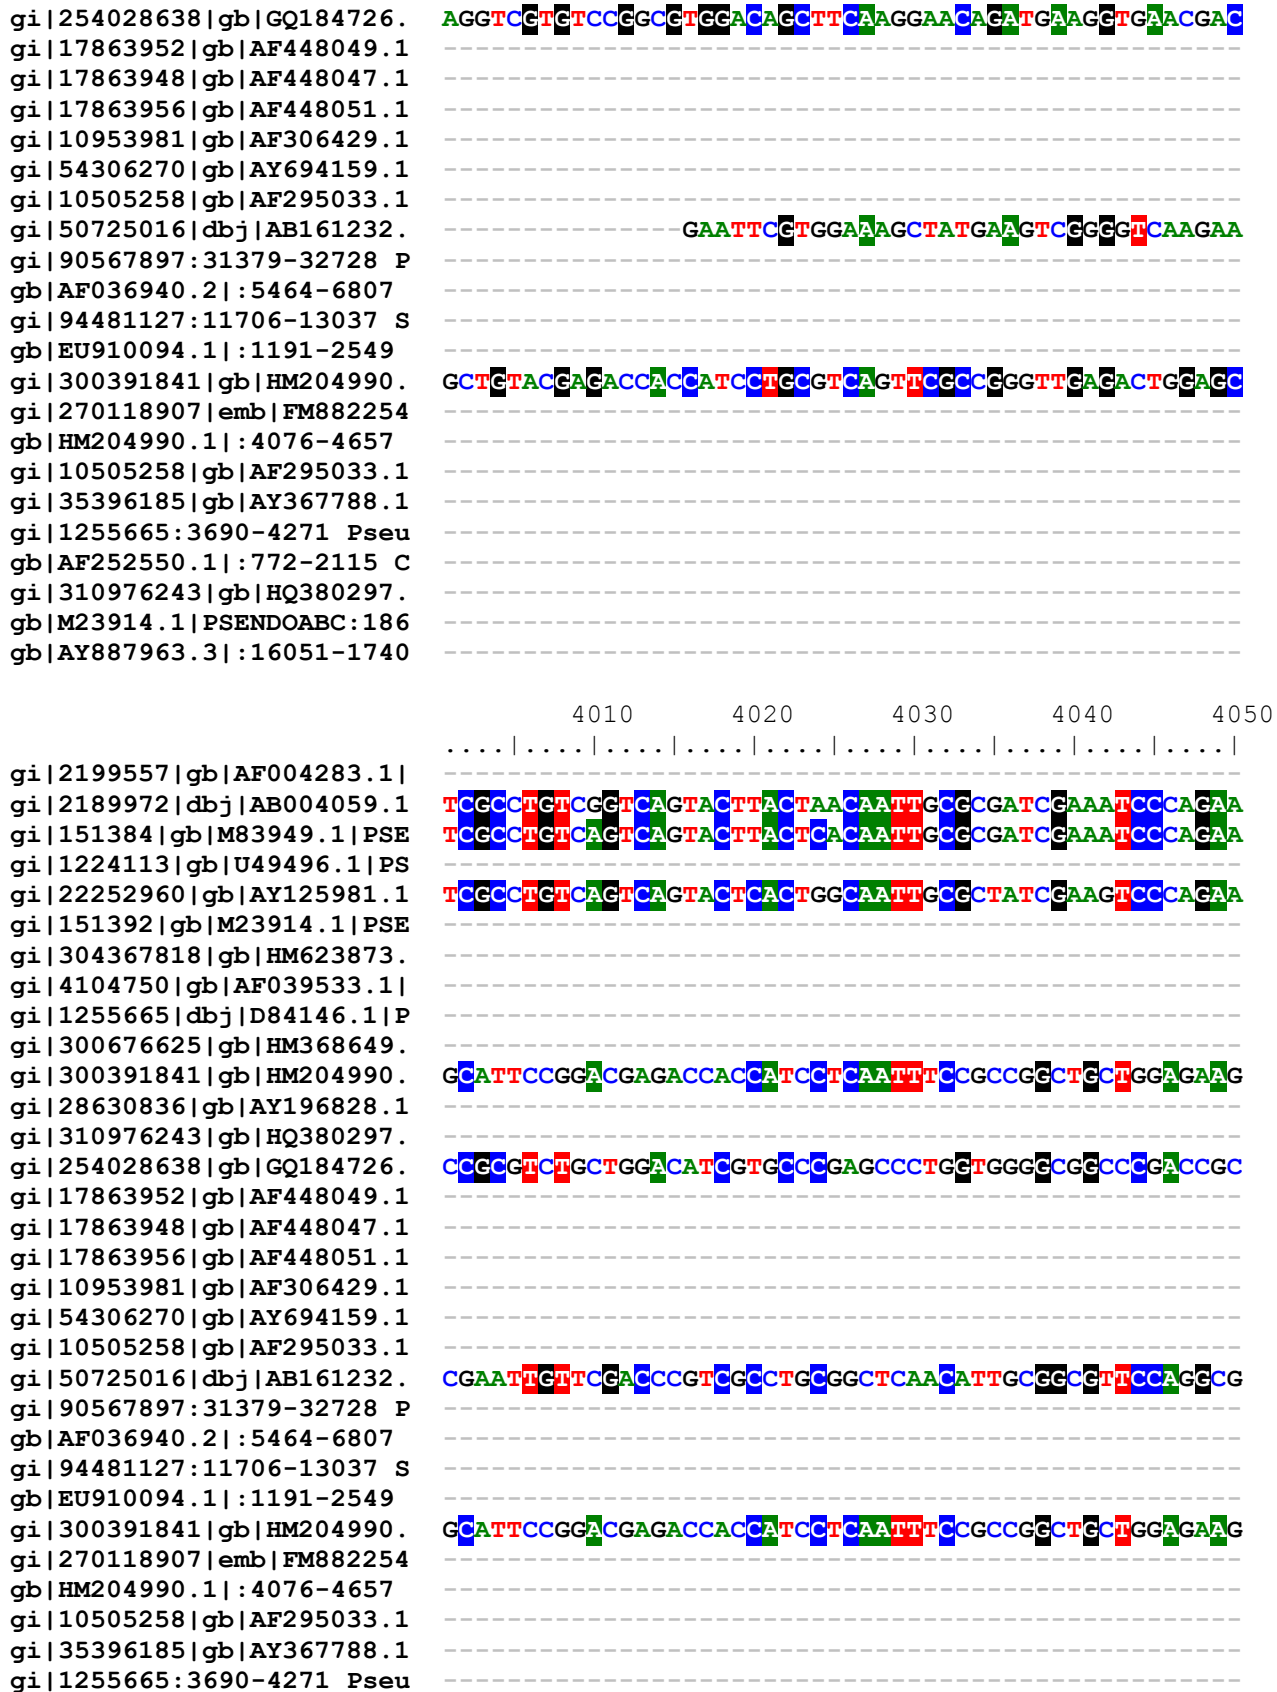 gi|254028638|gb|GQ184726. AGGTCGTGTCCGGCGTGGACAGCTTCAAGGAACAGATGAAGGTGAACGAC
gi|17863952|gb|AF448049.1 --------------------------------------------------
gi|17863948|gb|AF448047.1 --------------------------------------------------
gi|17863956|gb|AF448051.1 --------------------------------------------------
gi|10953981|gb|AF306429.1 --------------------------------------------------
gi|54306270|gb|AY694159.1 --------------------------------------------------
gi|10505258|gb|AF295033.1 --------------------------------------------------
gi|50725016|dbj|AB161232. ---------------GAATTCGTGGAAAGCTATGAAGTCGGGGTCAAGAA
gi|90567897:31379-32728 P --------------------------------------------------
gb|AF036940.2|:5464-6807 --------------------------------------------------
gi|94481127:11706-13037 S --------------------------------------------------
gb|EU910094.1|:1191-2549 --------------------------------------------------
gi|300391841|gb|HM204990. GCTGTACGAGACCACCATCCTGCGTCAGTTCGCCGGGTTGAGACTGGAGC
gi|270118907|emb|FM882254 --------------------------------------------------
gb|HM204990.1|:4076-4657 --------------------------------------------------
gi|10505258|gb|AF295033.1 --------------------------------------------------
gi|35396185|gb|AY367788.1 --------------------------------------------------
gi|1255665:3690-4271 Pseu --------------------------------------------------
gb|AF252550.1|:772-2115 C --------------------------------------------------
gi|310976243|gb|HQ380297. --------------------------------------------------
gb|M23914.1|PSENDOABC:186 --------------------------------------------------
gb|AY887963.3|:16051-1740 --------------------------------------------------
4010 4020 4030 4040 4050
....|....|....|....|....|....|....|....|....|....|
gi|2199557|gb|AF004283.1| --------------------------------------------------
gi|2189972|dbj|AB004059.1 TCGCCTGTCGGTCAGTACTTACTAACAATTGCGCGATCGAAATCCCAGAA
gi|151384|gb|M83949.1|PSE TCGCCTGTCAGTCAGTACTTACTCACAATTGCGCGATCGAAATCCCAGAA
gi|1224113|gb|U49496.1|PS --------------------------------------------------
gi|22252960|gb|AY125981.1 TCGCCTGTCAGTCAGTACTCACTGGCAATTGCGCTATCGAAGTCCCAGAA
gi|151392|gb|M23914.1|PSE --------------------------------------------------
gi|304367818|gb|HM623873. --------------------------------------------------
gi|4104750|gb|AF039533.1| --------------------------------------------------
gi|1255665|dbj|D84146.1|P --------------------------------------------------
gi|300676625|gb|HM368649. --------------------------------------------------
gi|300391841|gb|HM204990. GCATTCCGGACGAGACCACCATCCTCAATTTCCGCCGGCTGCTGGAGAAG
gi|28630836|gb|AY196828.1 --------------------------------------------------
gi|310976243|gb|HQ380297. --------------------------------------------------
gi|254028638|gb|GQ184726. CCGCGTCTGCTGGACATCGTGCCCGAGCCCTGGTGGGGCGGCCCGACCGC
gi|17863952|gb|AF448049.1 --------------------------------------------------
gi|17863948|gb|AF448047.1 --------------------------------------------------
gi|17863956|gb|AF448051.1 --------------------------------------------------
gi|10953981|gb|AF306429.1 --------------------------------------------------
gi|54306270|gb|AY694159.1 --------------------------------------------------
gi|10505258|gb|AF295033.1 --------------------------------------------------
gi|50725016|dbj|AB161232. CGAATTGTTCGACCCGTCGCCTGCGGCTCAACATTGCGGCGTTCCAGGCG
gi|90567897:31379-32728 P --------------------------------------------------
gb|AF036940.2|:5464-6807 --------------------------------------------------
gi|94481127:11706-13037 S --------------------------------------------------
gb|EU910094.1|:1191-2549 --------------------------------------------------
gi|300391841|gb|HM204990. GCATTCCGGACGAGACCACCATCCTCAATTTCCGCCGGCTGCTGGAGAAG
gi|270118907|emb|FM882254 --------------------------------------------------
gb|HM204990.1|:4076-4657 --------------------------------------------------
gi|10505258|gb|AF295033.1 --------------------------------------------------
gi|35396185|gb|AY367788.1 --------------------------------------------------
gi|1255665:3690-4271 Pseu --------------------------------------------------